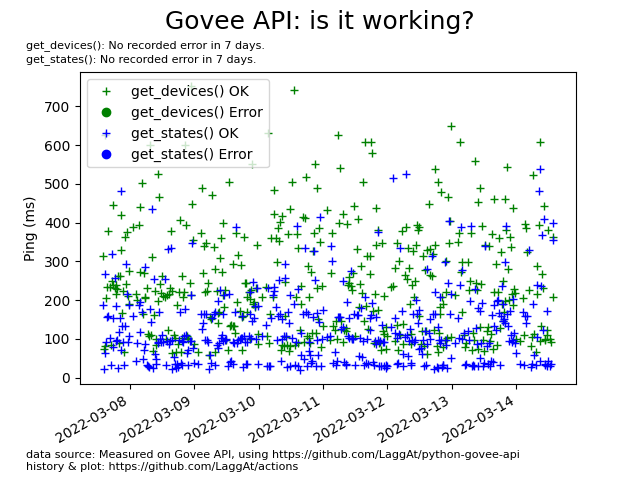 Govee API: is it working?
get_devices(): No recorded error in 7 days.
get_states(): No recorded error in 7 days.
get_devices() OK
get_devices() Error
get_states() OK
get_states() Error
Ping (ms)
700
600
500
400
300
200
100
0
2022-03-08
2022-03-09
2022-03-10
2022-03-11
2022-03-12
2022-03-13
2022-03-14
data source: Measured on Govee API, using https://github.com/LaggAt/python-govee-api
history & plot: https://github.com/LaggAt/actions